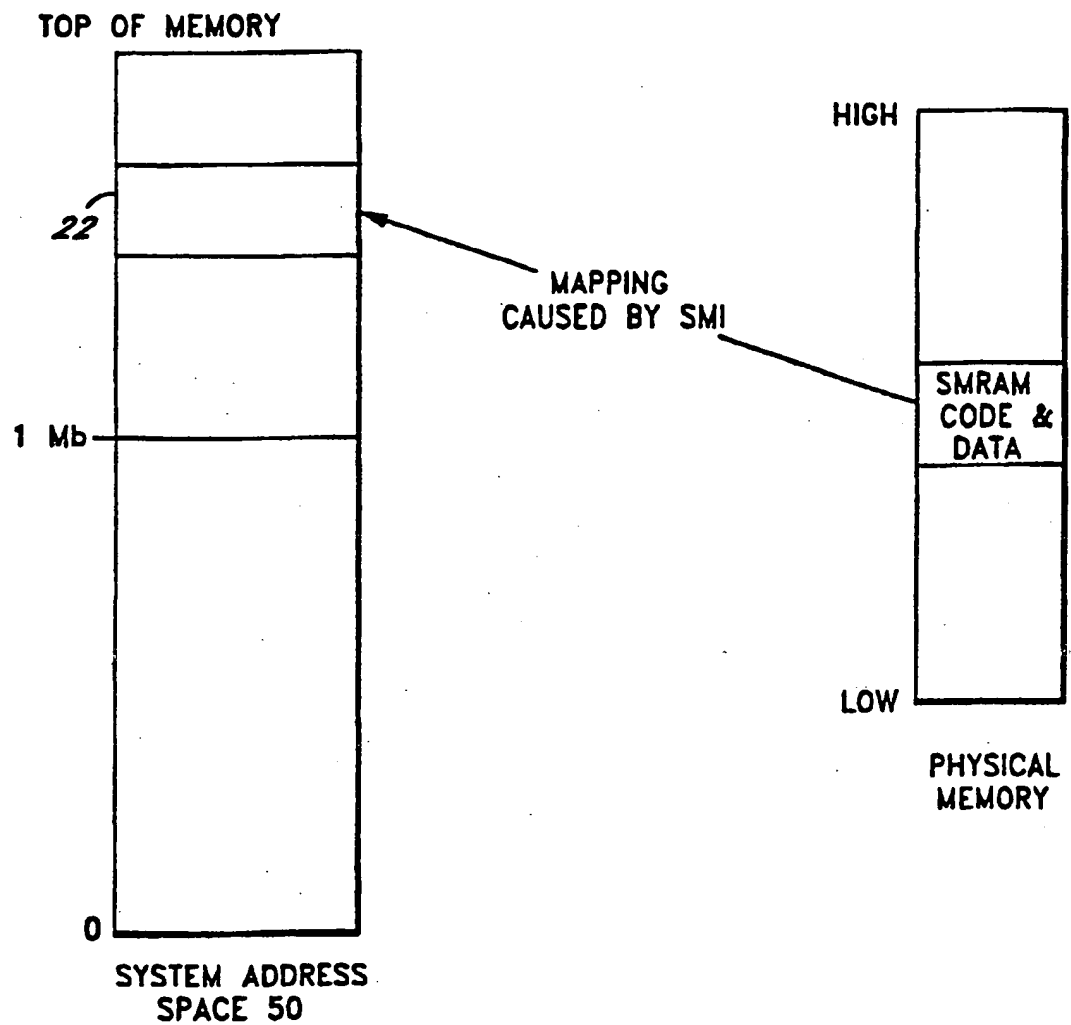 TOP OF MEMORY
22
1 Mb
0
SYSTEM ADDRESS
SPACE 50
MAPPING
CAUSED BY SMI
HIGH
SMRAM
CODE &
DATA
LOW
PHYSICAL
MEMORY